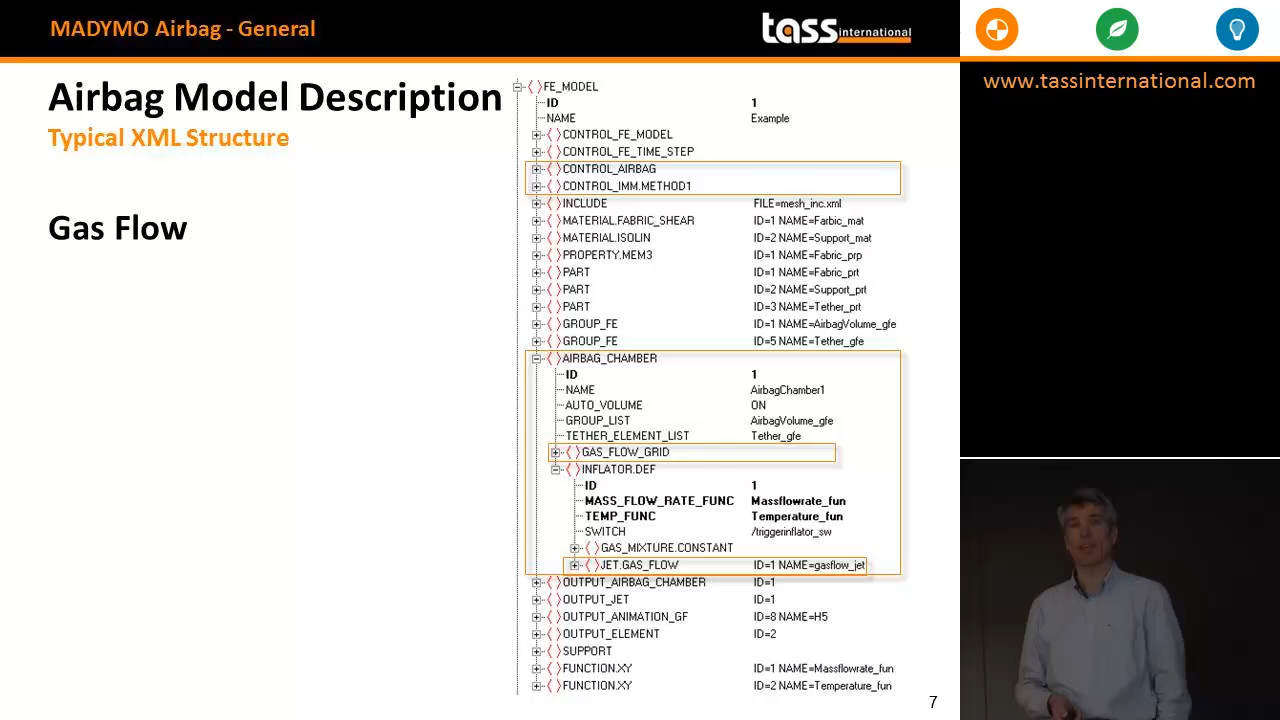 MADYMO Airbag - General
tass international
www.tassinternational.com
Airbag Model Description
Typical XML Structure
Gas Flow
FE_MODEL
ID 1
NAME Example
CONTROL_FE_MODEL
CONTROL_FE_TIME_STEP
CONTROL_AIRBAG
CONTROL_IMM.METHOD1
INCLUDE FILE=mesh_inc.xml
MATERIAL.FABRIC_SHEAR ID=1 NAME=Farbic_mat
MATERIAL.ISOLIN ID=2 NAME=Support_mat
PROPERTY.MEM3 ID=1 NAME=Fabric_prp
PART ID=1 NAME=Fabric_prt
PART ID=2 NAME=Support_prt
PART ID=3 NAME=Tether_prt
GROUP_FE ID=1 NAME=AirbagVolume_gfe
GROUP_FE ID=5 NAME=Tether_gfe
AIRBAG_CHAMBER
ID 1
NAME AirbagChamber1
AUTO_VOLUME ON
GROUP_LIST AirbagVolume_gfe
TETHER_ELEMENT_LIST Tether_gfe
GAS_FLOW_GRID
INFLATOR.DEF
ID 1
MASS_FLOW_RATE_FUNC Massflowrate_fun
TEMP_FUNC Temperature_fun
SWITCH /triggerinflator_sw
GAS_MIXTURE.CONSTANT
JET.GAS_FLOW ID=1 NAME=gasflow_jet
OUTPUT_AIRBAG_CHAMBER ID=1
OUTPUT_JET ID=1
OUTPUT_ANIMATION_GF ID=8 NAME=H5
OUTPUT_ELEMENT ID=2
SUPPORT
FUNCTION.XY ID=1 NAME=Massflowrate_fun
FUNCTION.XY ID=2 NAME=Temperature_fun
7